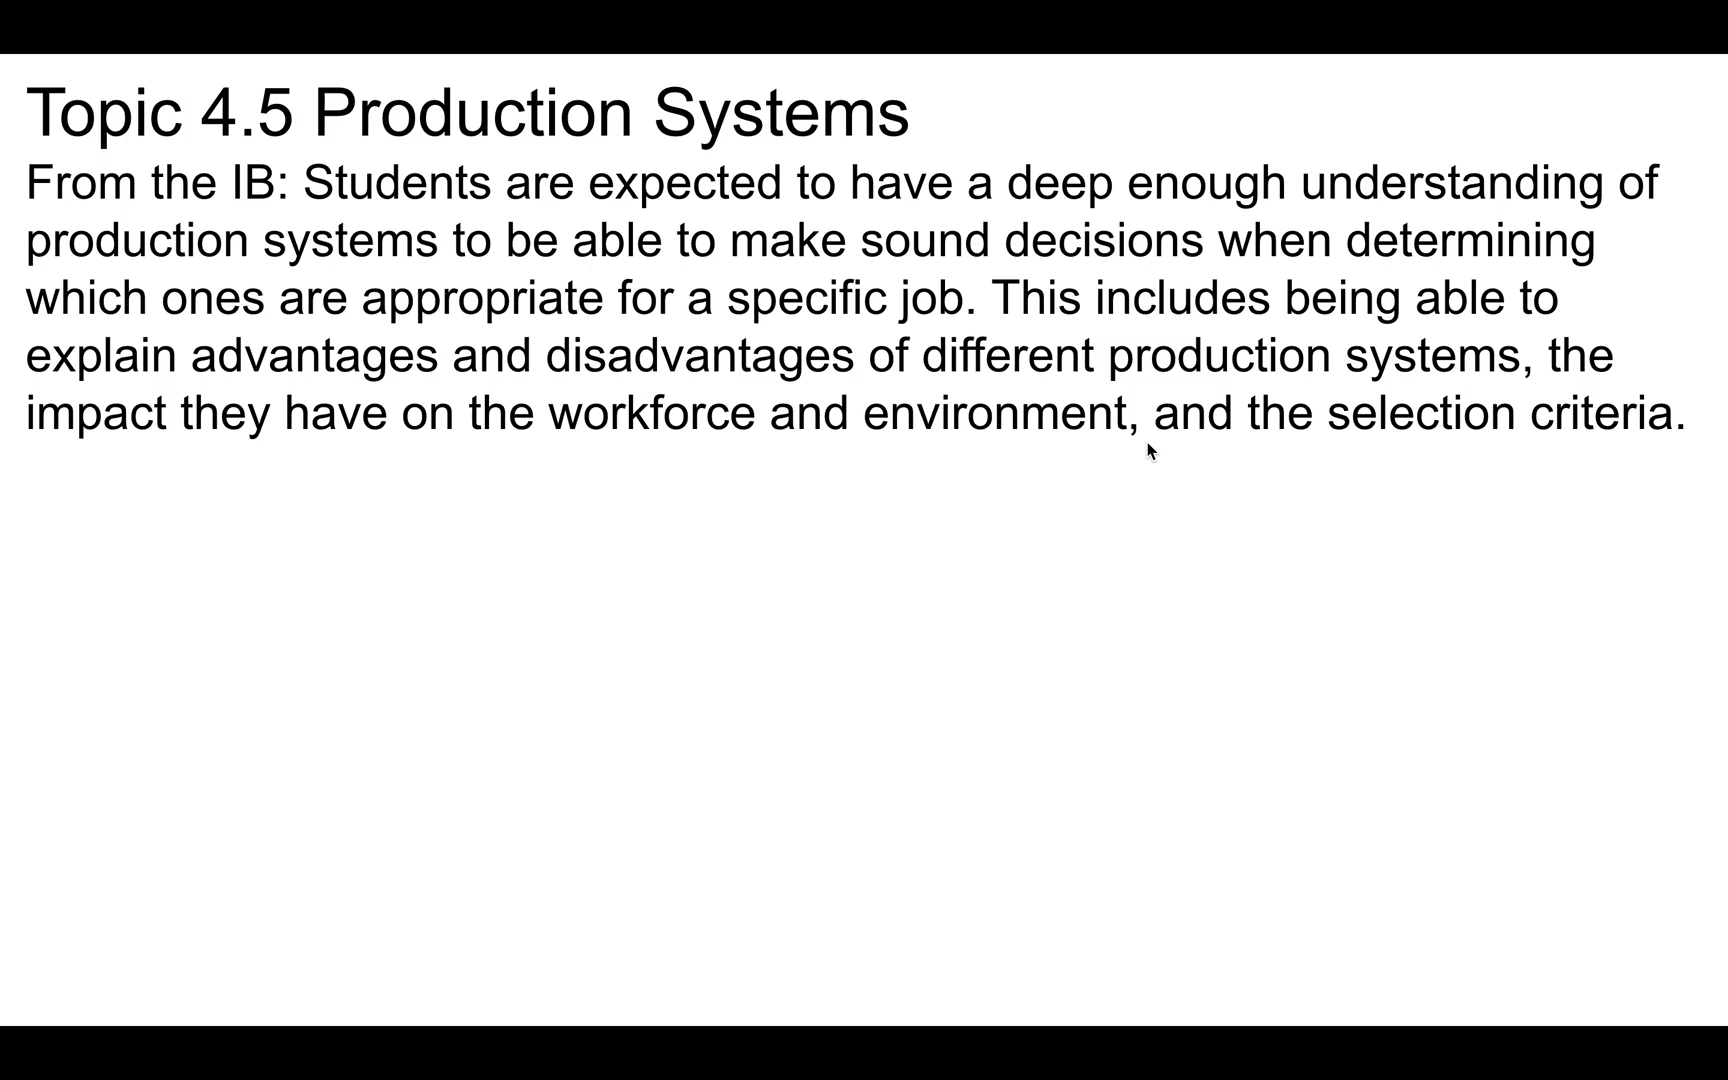 Topic 4.5 Production Systems
From the IB: Students are expected to have a deep enough understanding of
production systems to be able to make sound decisions when determining
which ones are appropriate for a specific job. This includes being able to
explain advantages and disadvantages of different production systems, the
impact they have on the workforce and environment, and the selection criteria.